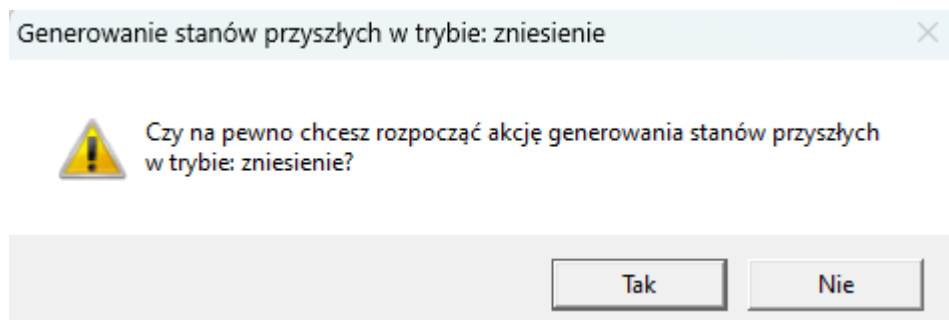 Generowanie stanów przyszłych w trybie: zniesienie
Czy na pewno chcesz rozpocząć akcję generowania stanów przyszłych
w trybie: zniesienie?
Tak
Nie